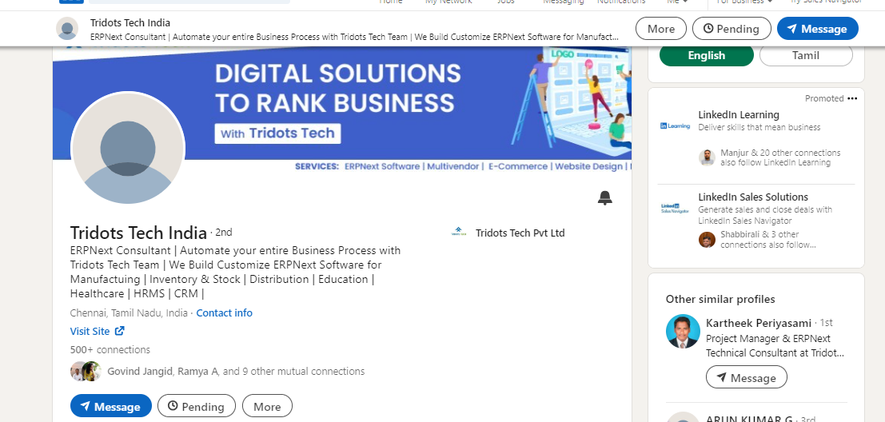 Home My Network Jobs Messaging Notifications Me For Business Try Sales Navigator
Tridots Tech India
ERPNext Consultant | Automate your entire Business Process with Tridots Tech Team | We Build Customize ERPNext Software for Manufact...
More
Pending
Message
English
Tamil
DIGITAL SOLUTIONS
TO RANK BUSINESS
With Tridots Tech
LOGO
SERVICES: ERPNext Software | Multivendor | E-Commerce | Website Design |
Tridots Tech India · 2nd
Tridots Tech Pvt Ltd
ERPNext Consultant | Automate your entire Business Process with
Tridots Tech Team | We Build Customize ERPNext Software for
Manufactuing | Inventory & Stock | Distribution | Education |
Healthcare | HRMS | CRM |
Chennai, Tamil Nadu, India · Contact info
Visit Site
500+ connections
Govind Jangid, Ramya A, and 9 other mutual connections
Message
Pending
More
Promoted
LinkedIn Learning
Deliver skills that mean business
Learning
Manjur & 20 other connections
also follow LinkedIn Learning
LinkedIn Sales Solutions
Generate sales and close deals with
LinkedIn Sales Navigator
Linked in
Sales Navigator
Shabbirali & 3 other
connections also follow...
Other similar profiles
Kartheek Periyasami · 1st
Project Manager & ERPNext
Technical Consultant at Tridot...
Message
ARUN KUMAR G · 3rd